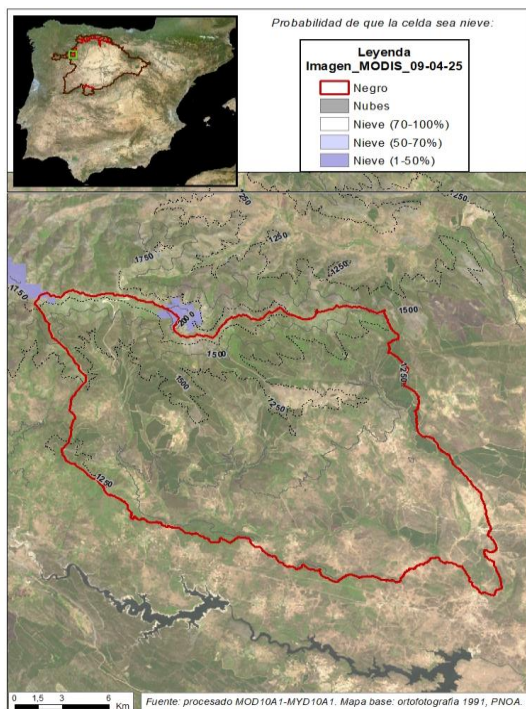 Probabilidad de que la celda sea nieve:
Leyenda
Imagen_MODIS_09-04-25
Negro
Nubes
Nieve (70-100%)
Nieve (50-70%)
Nieve (1-50%)
1250
1250
1250
1750
1250
1750
2000
1500
1500
1250
1500
1250
1250
0 1,5 3 6
Km
Fuente: procesado MOD10A1-MYD10A1. Mapa base: ortofotografía 1991, PNOA.